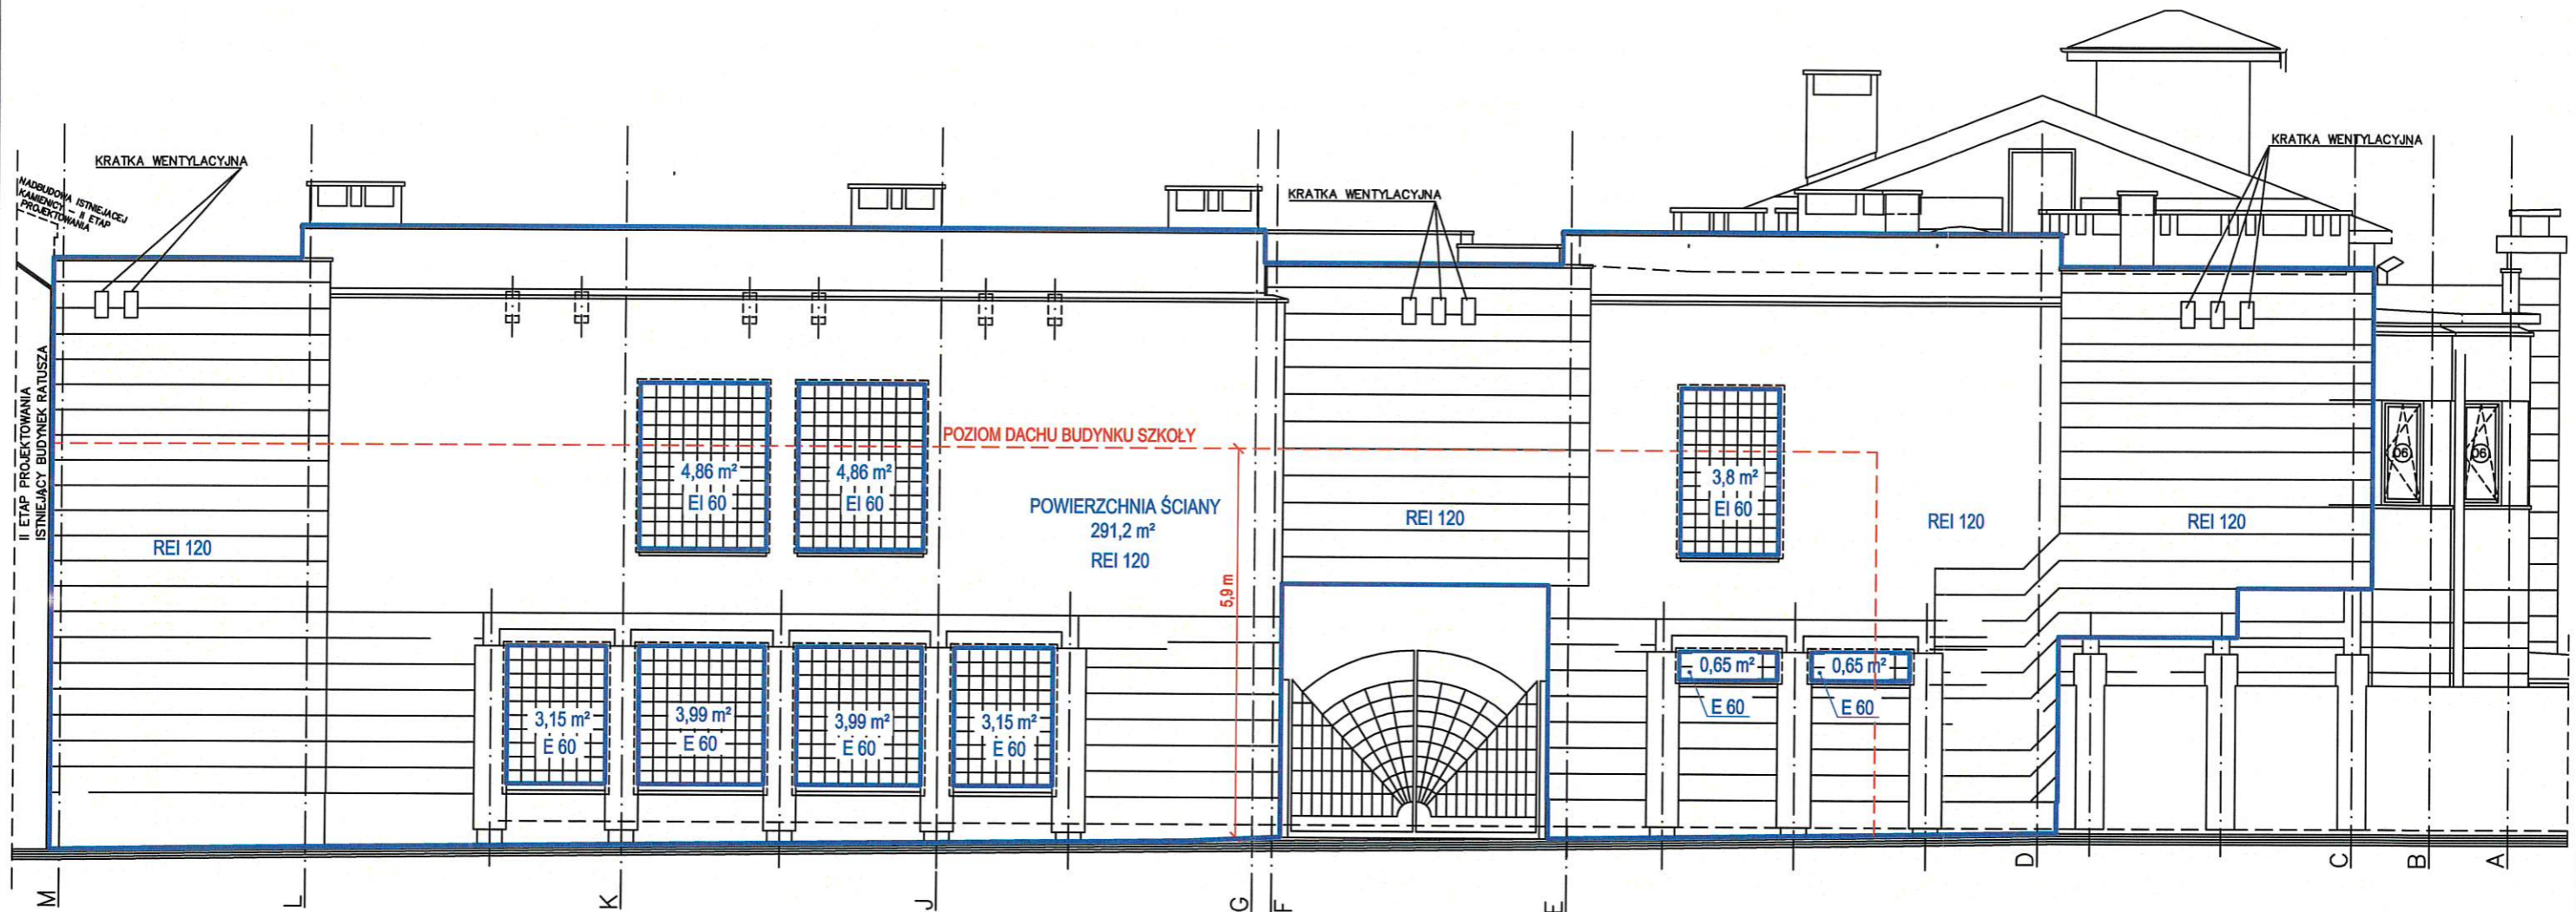 KRATKA WENTYLACYJNA
NADBUDOWA ISTNIEJĄCEJ
KAMIENICY - II ETAP
PROJEKTOWANIA
KRATKA WENTYLACYJNA
KRATKA WENTYLACYJNA
II ETAP PROJEKTOWANIA
ISTNIEJĄCY BUDYNEK RATUSZA
POZIOM DACHU BUDYNKU SZKOŁY
4,86 m²
EI 60
4,86 m²
EI 60
POWIERZCHNIA ŚCIANY
291,2 m²
REI 120
3,8 m²
EI 60
REI 120
REI 120
REI 120
REI 120
O6
O6
5,9 m
3,15 m²
E 60
3,99 m²
E 60
3,99 m²
E 60
3,15 m²
E 60
0,65 m²
E 60
0,65 m²
E 60
M
L
K
J
G
F
E
D
C
B
A